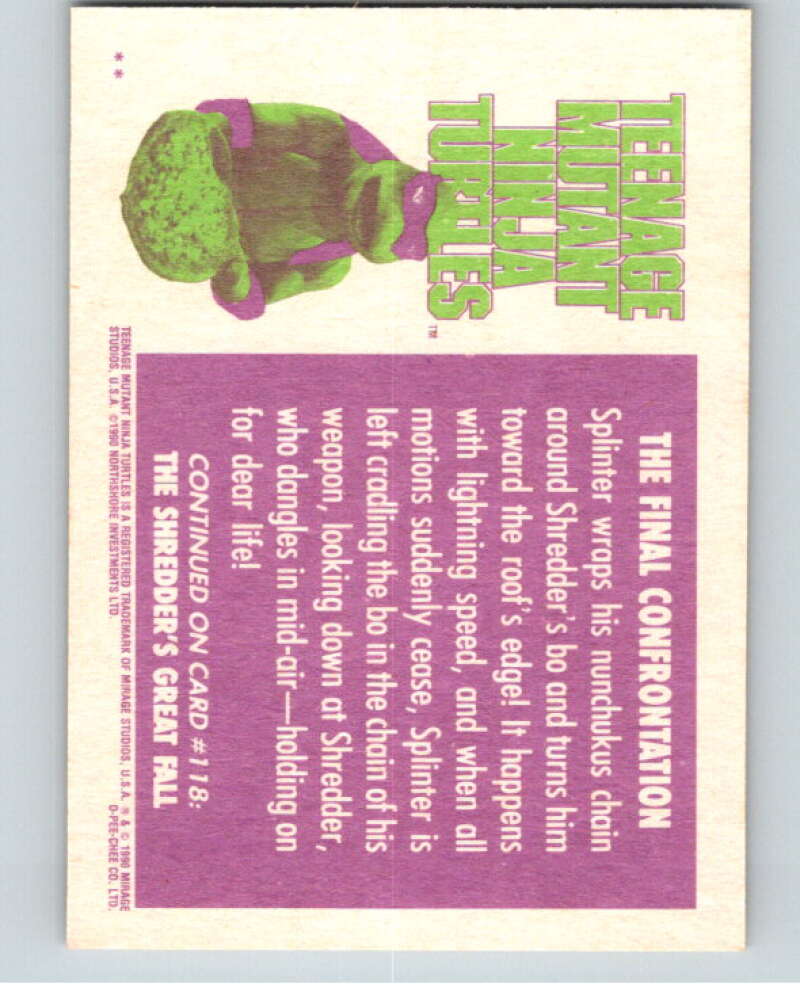 TEENAGE
MUTANT
NINJA
TURTLES™
THE FINAL CONFRONTATION
Splinter wraps his nunchukus chain
around Shredder's bo and turns him
toward the roof's edge! It happens
with lightning speed, and when all
motions suddenly cease, Splinter is
left cradling the bo in the chain of his
weapon, looking down at Shredder,
who dangles in mid-air—holding on
for dear life!
CONTINUED ON CARD #118:
THE SHREDDER'S GREAT FALL
TEENAGE MUTANT NINJA TURTLES IS A REGISTERED TRADEMARK OF MIRAGE STUDIOS, U.S.A. ® & © 1990 MIRAGE
STUDIOS, U.S.A. ©1990 NORTHSHORE INVESTMENTS LTD. O-PEE-CHEE CO. LTD.
**